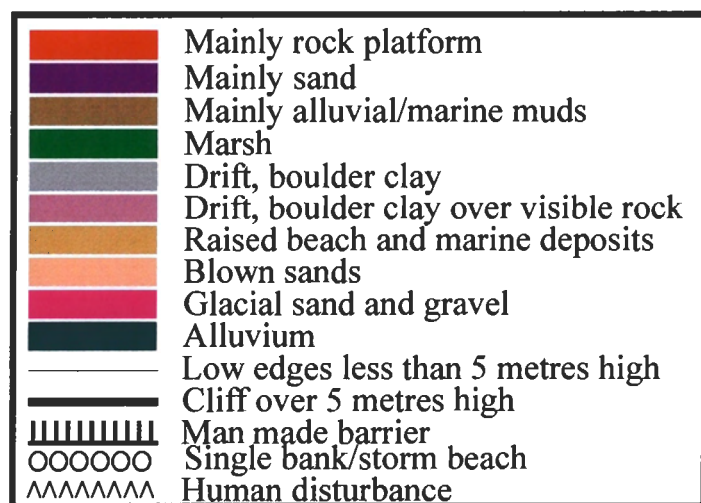 Mainly rock platform
Mainly sand
Mainly alluvial/marine muds
Marsh
Drift, boulder clay
Drift, boulder clay over visible rock
Raised beach and marine deposits
Blown sands
Glacial sand and gravel
Alluvium
Low edges less than 5 metres high
Cliff over 5 metres high
Man made barrier
Single bank/storm beach
Human disturbance